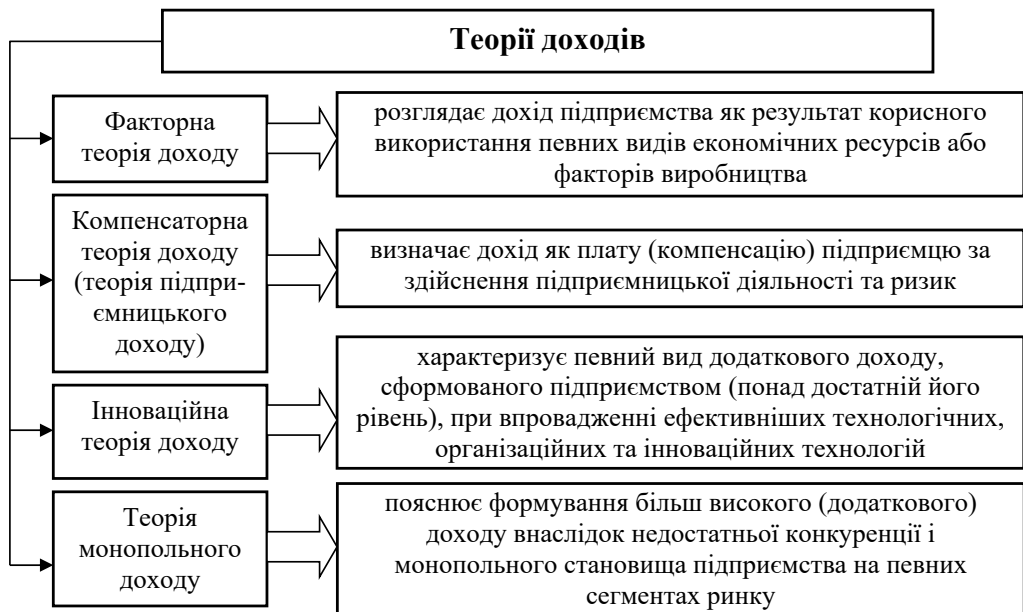 Теорії доходів
Факторна
теорія доходу
розглядає дохід підприємства як результат корисного
використання певних видів економічних ресурсів або
факторів виробництва
Компенсаторна
теорія доходу
(теорія підпри-
ємницького
доходу)
визначає дохід як плату (компенсацію) підприємцю за
здійснення підприємницької діяльності та ризик
Інноваційна
теорія доходу
характеризує певний вид додаткового доходу,
сформованого підприємством (понад достатній його
рівень), при впровадженні ефективніших технологічних,
організаційних та інноваційних технологій
Теорія
монопольного
доходу
пояснює формування більш високого (додаткового)
доходу внаслідок недостатньої конкуренції і
монопольного становища підприємства на певних
сегментах ринку